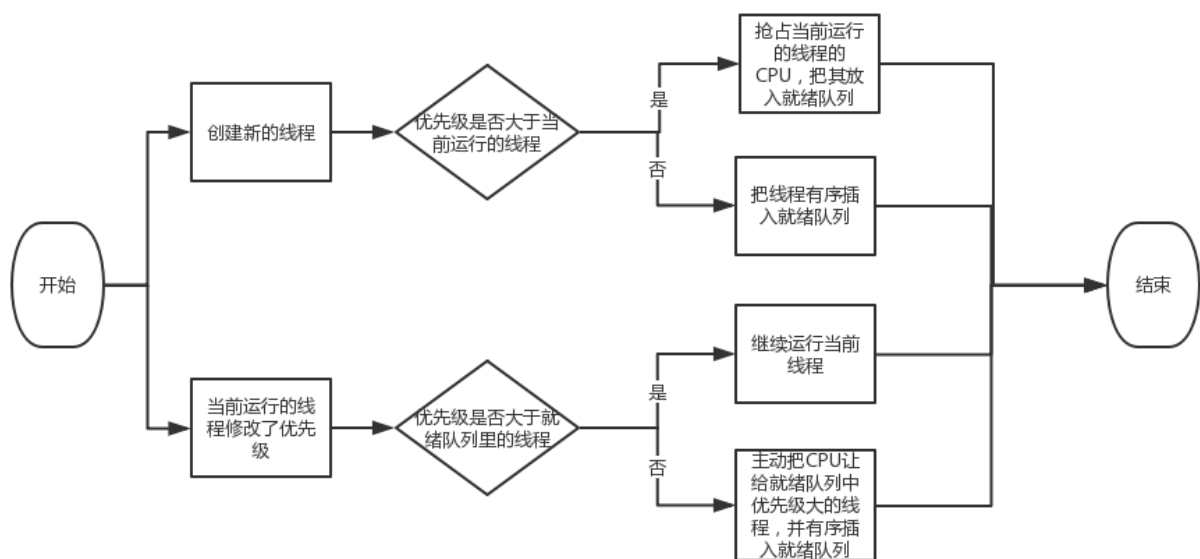 开始
创建新的线程
优先级是否大于当
前运行的线程
是
否
抢占当前运行
的线程的
CPU，把其放
入就绪队列
把线程有序插
入就绪队列
当前运行的线
程修改了优先
级
优先级是否大于就
绪队列里的线程
是
否
继续运行当前
线程
主动把CPU让
给就绪队列中
优先级大的线
程，并有序插
入就绪队列
结束